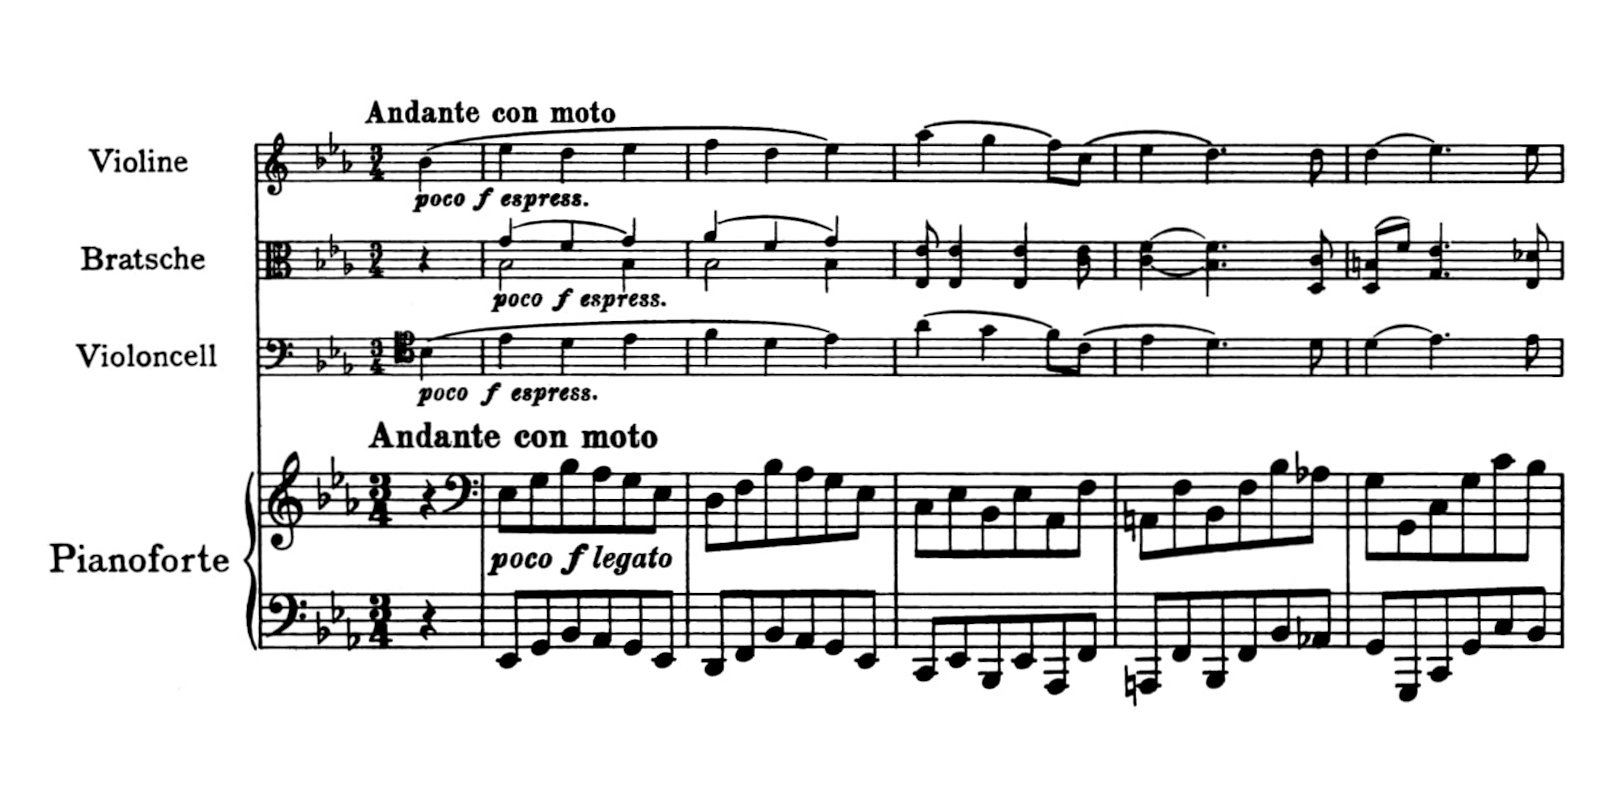 Andante con moto
Violine
poco f espress.
Bratsche
poco f espress.
Violoncell
poco f espress.
Andante con moto
Pianoforte
poco f legato